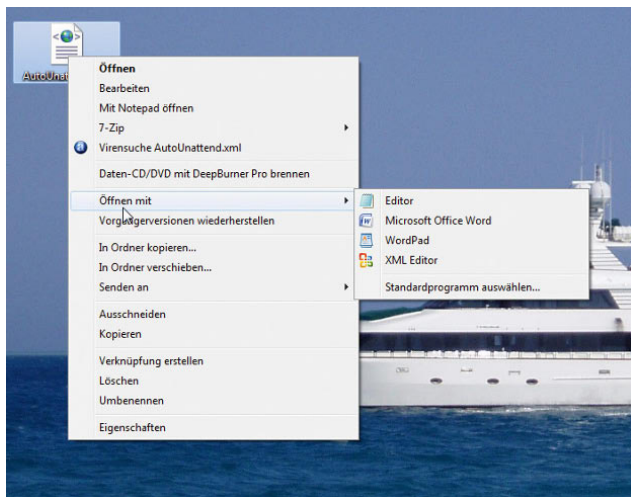 Öffnen
Bearbeiten
Mit Notepad öffnen
7-Zip
Virensuche AutoUnattend.xml
Daten-CD/DVD mit DeepBurner Pro brennen
Öffnen mit
Vorgängerversionen wiederherstellen
In Ordner kopieren...
In Ordner verschieben...
Senden an
Ausschneiden
Kopieren
Verknüpfung erstellen
Löschen
Umbenennen
Eigenschaften
Editor
Microsoft Office Word
WordPad
XML Editor
Standardprogramm auswählen...